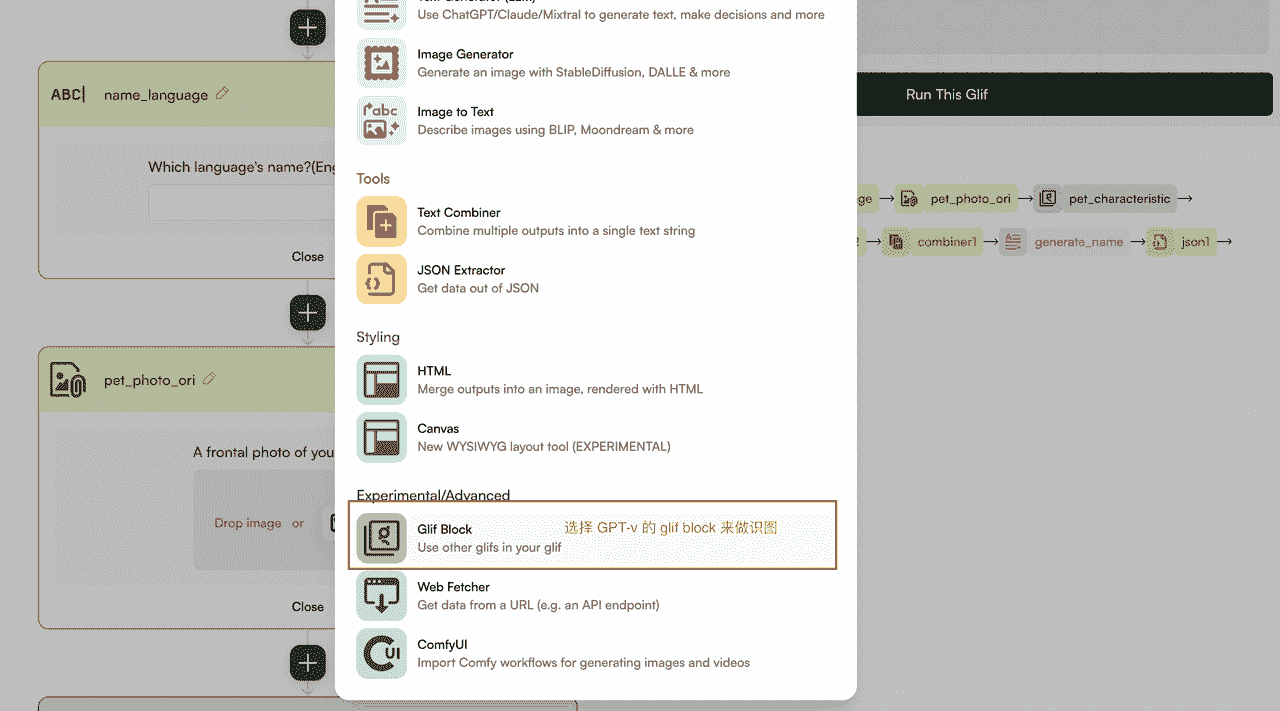 Use ChatGPT/Claude/Mixtral to generate text, make decisions and more
Image Generator
Generate an image with StableDiffusion, DALLE & more
abc
Image to Text
Describe images using BLIP, Moondream & more
Tools
Text Combiner
Combine multiple outputs into a single text string
JSON Extractor
Get data out of JSON
Styling
HTML
Merge outputs into an image, rendered with HTML
Canvas
New WYSIWYG layout tool (EXPERIMENTAL)
Experimental/Advanced
Glif Block
选择 GPT-v 的 glif block 来做识图
Use other glifs in your glif
Web Fetcher
Get data from a URL (e.g. an API endpoint)
UI
ComfyUI
Import Comfy workflows for generating images and videos
ABC name_language
Which language's name?(Eng
Close
pet_photo_ori
A frontal photo of you
Drop image or
Close
Run This Glif
ge pet_photo_ori pet_characteristic
2 combiner1 generate_name json1